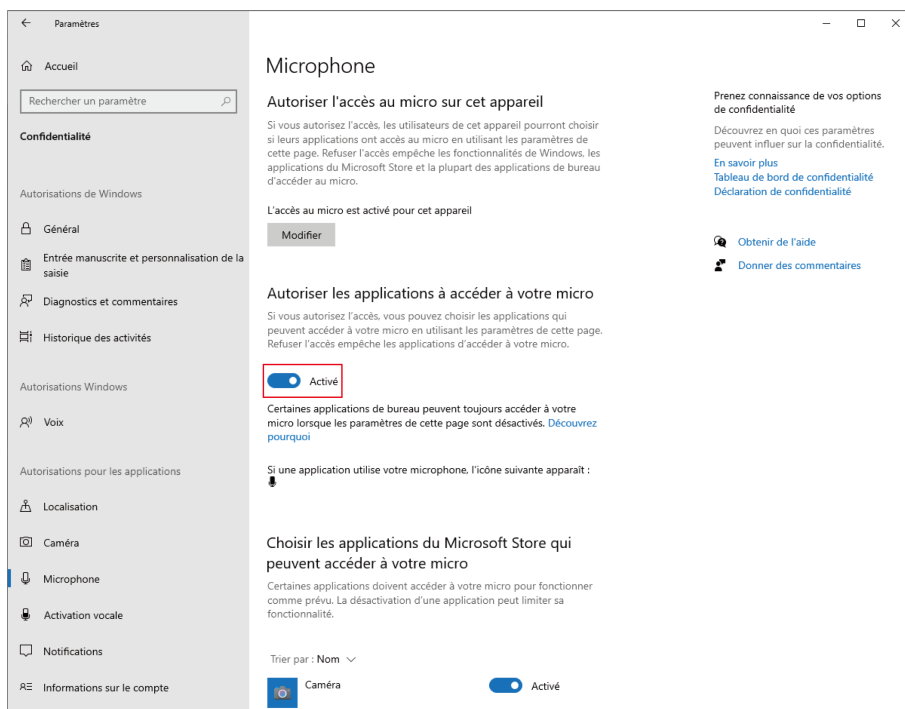 Paramètres
Accueil
Rechercher un paramètre
Confidentialité
Autorisations de Windows
Général
Entrée manuscrite et personnalisation de la
saisie
Diagnostics et commentaires
Historique des activités
Autorisations Windows
Voix
Autorisations pour les applications
Localisation
Caméra
Microphone
Activation vocale
Notifications
Informations sur le compte
Microphone
Autoriser l'accès au micro sur cet appareil
Si vous autorisez l'accès, les utilisateurs de cet appareil pourront choisir
si leurs applications ont accès au micro en utilisant les paramètres de
cette page. Refuser l'accès empêche les fonctionnalités de Windows, les
applications du Microsoft Store et la plupart des applications de bureau
d'accéder au micro.
L'accès au micro est activé pour cet appareil
Modifier
Autoriser les applications à accéder à votre micro
Si vous autorisez l'accès, vous pouvez choisir les applications qui
peuvent accéder à votre micro en utilisant les paramètres de cette page.
Refuser l'accès empêche les applications d'accéder à votre micro.
Activé
Certaines applications de bureau peuvent toujours accéder à votre
micro lorsque les paramètres de cette page sont désactivés. Découvrez
pourquoi
Si une application utilise votre microphone, l'icône suivante apparaît :
Choisir les applications du Microsoft Store qui
peuvent accéder à votre micro
Certaines applications doivent accéder à votre micro pour fonctionner
comme prévu. La désactivation d'une application peut limiter sa
fonctionnalité.
Trier par : Nom
Caméra
Activé
Prenez connaissance de vos options
de confidentialité
Découvrez en quoi ces paramètres
peuvent influer sur la confidentialité.
En savoir plus
Tableau de bord de confidentialité
Déclaration de confidentialité
Obtenir de l'aide
Donner des commentaires